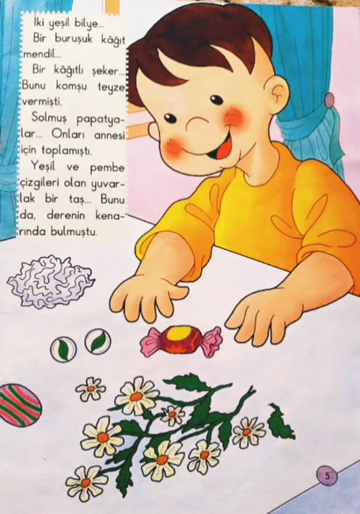 İki yeşil bilye...
Bir buruşuk kâğıt
mendil...
Bir kâğıtlı şeker...
Bunu komşu teyze
vermişti.
Solmuş papatya-
lar... Onları annesi
için toplamıştı.
Yeşil ve pembe
çizgileri olan yuvar-
lak bir taş... Bunu
da, derenin kena-
rında bulmuştu.
5